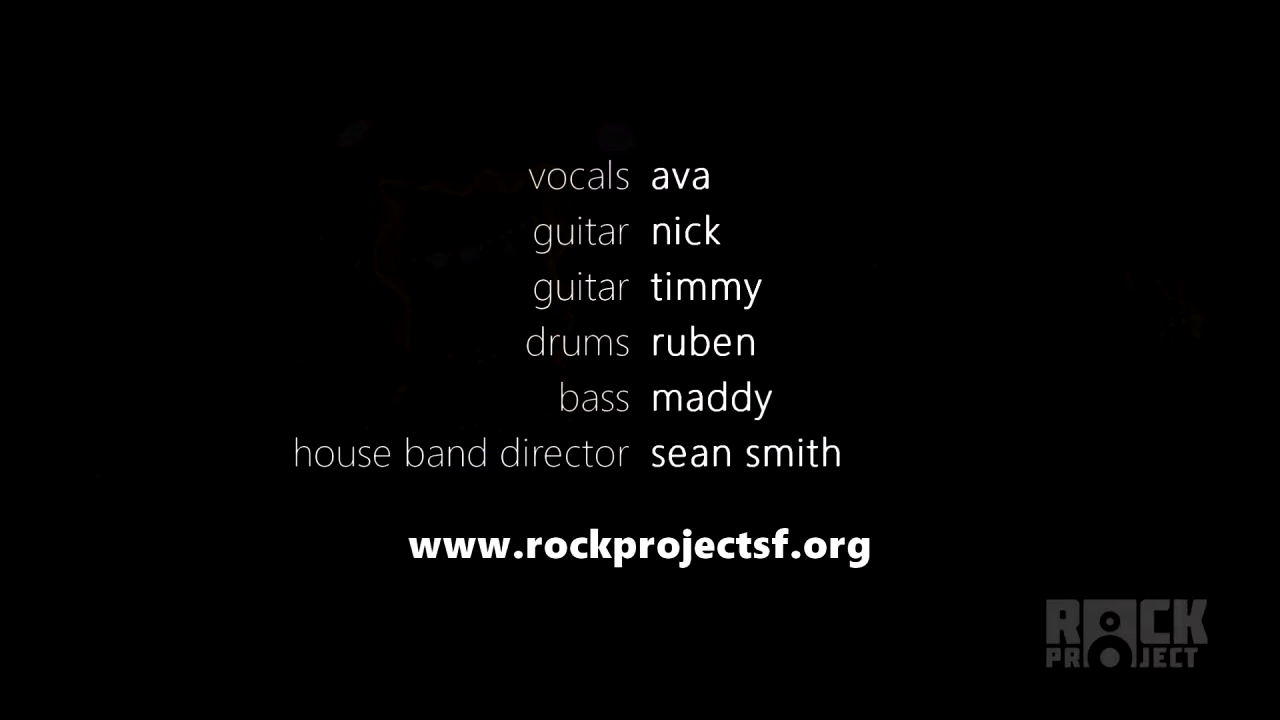 vocals ava
guitar nick
guitar timmy
drums ruben
bass maddy
house band director sean smith
www.rockprojectsf.org
ROCK
PROJECT